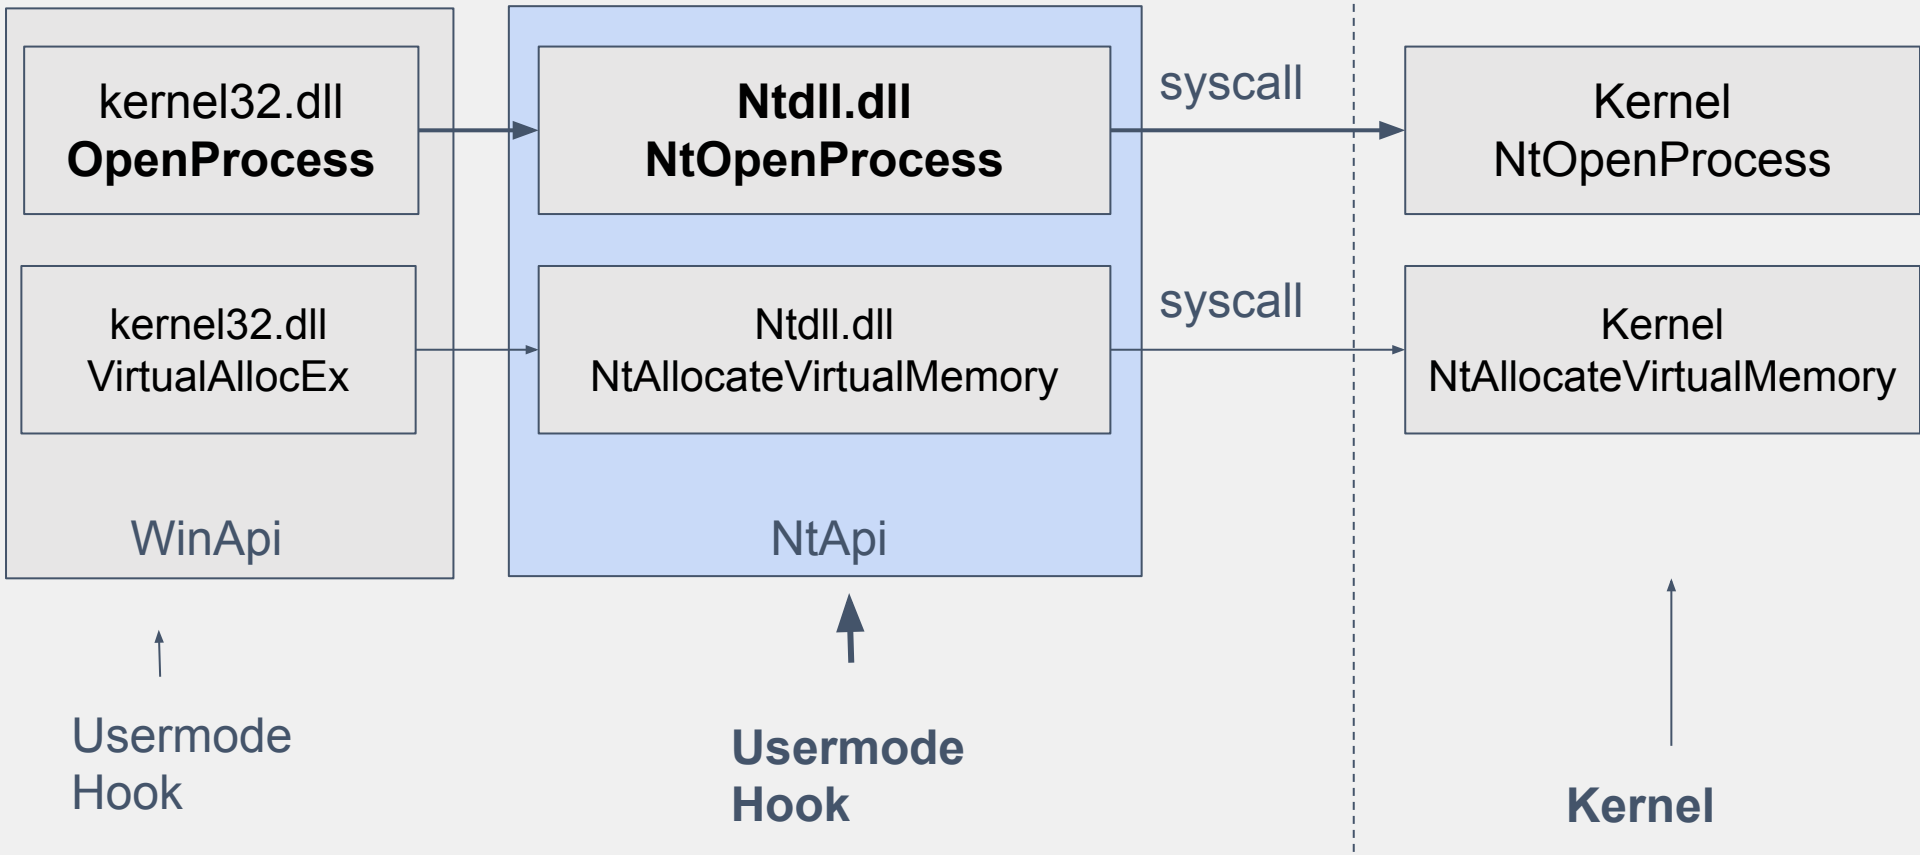 kernel32.dll
OpenProcess
Ntdll.dll
NtOpenProcess
syscall
Kernel
NtOpenProcess
kernel32.dll
VirtualAllocEx
Ntdll.dll
NtAllocateVirtualMemory
syscall
Kernel
NtAllocateVirtualMemory
WinApi
NtApi
Usermode
Hook
Usermode
Hook
Kernel